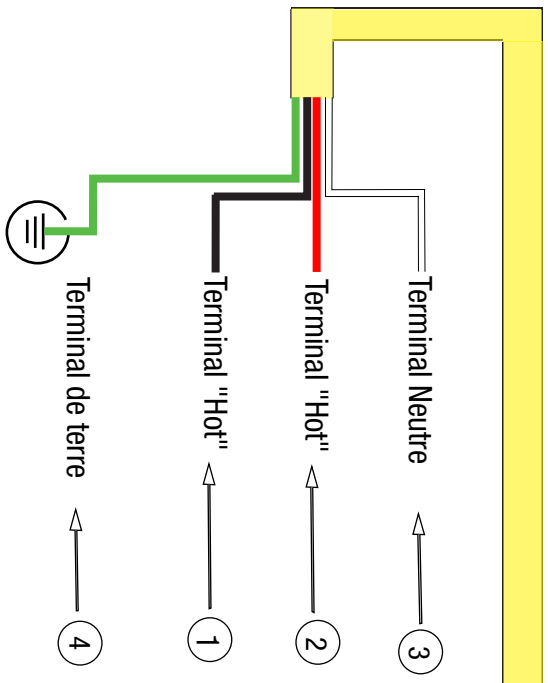 Terminal Neutre 3
Terminal "Hot" 2
Terminal "Hot" 1
Terminal de terre 4